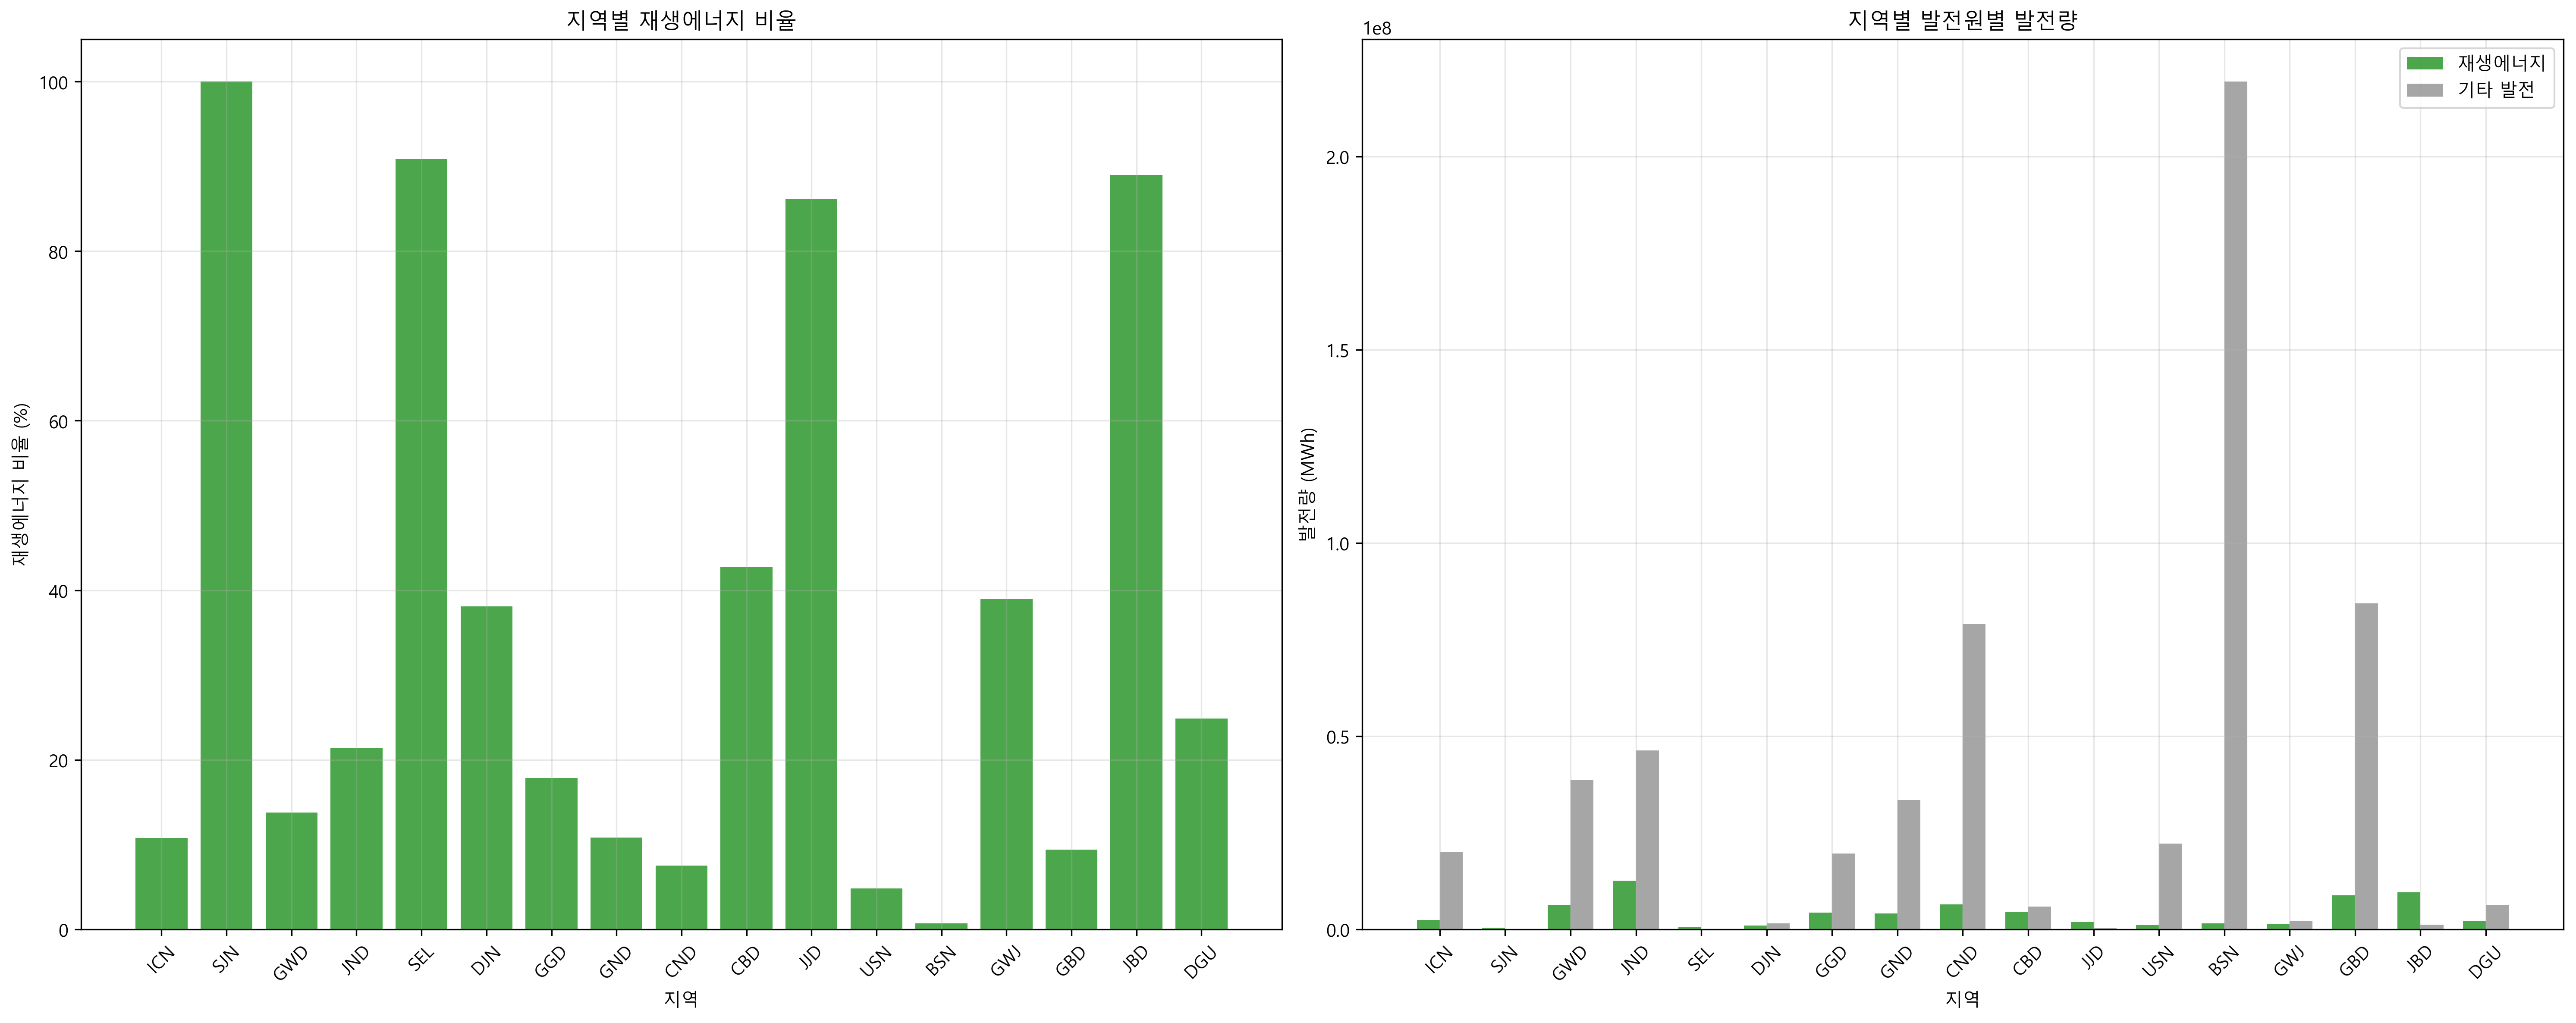 지역별 재생에너지 비율
재생에너지 비율 (%)
100
80
60
40
20
0
ICN SJN GWD JND SEL DJN GGD GND CND CBD JJD USN BSN GWJ GBD JBD DGU
지역
지역별 발전원별 발전량
1e8
재생에너지
기타 발전
발전량 (MWh)
2.0
1.5
1.0
0.5
0.0
ICN SJN GWD JND SEL DJN GGD GND CND CBD JJD USN BSN GWJ GBD JBD DGU
지역